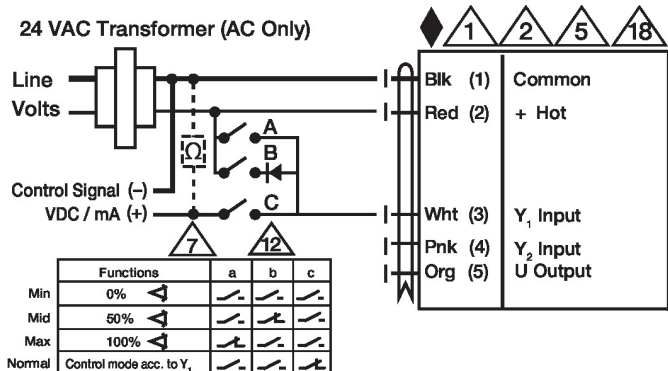 24 VAC Transformer (AC Only)
1 2 5 18
Line
Volts
Blk (1) Common
Red (2) + Hot
A
B
Ω
C
Control Signal (–)
VDC / mA (+)
Wht (3) Y₁ Input
Pnk (4) Y₂ Input
Org (5) U Output
7
12
Functions a b c
Min 0%
Mid 50%
Max 100%
Normal Control mode acc. to Y₁